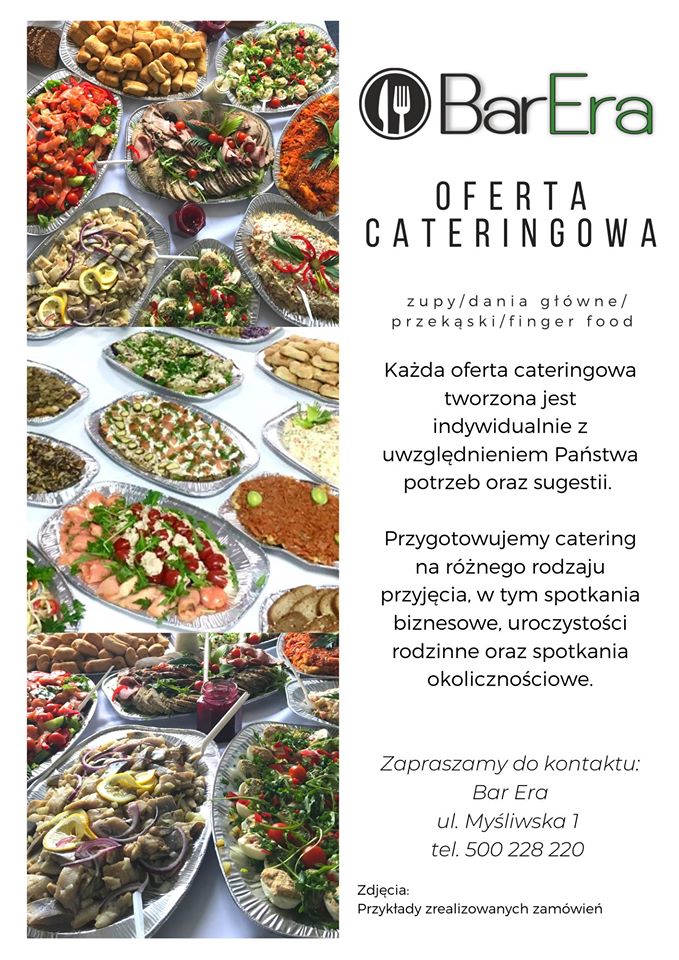 BarEra
OFERTA
CATERINGOWA
zupy/dania główne/
przekąski/finger food
Każda oferta cateringowa
tworzona jest
indywidualnie z
uwzględnieniem Państwa
potrzeb oraz sugestii.
Przygotowujemy catering
na różnego rodzaju
przyjęcia, w tym spotkania
biznesowe, uroczystości
rodzinne oraz spotkania
okolicznościowe.
Zapraszamy do kontaktu:
Bar Era
ul. Myśliwska 1
tel. 500 228 220
Zdjęcia:
Przykłady zrealizowanych zamówień